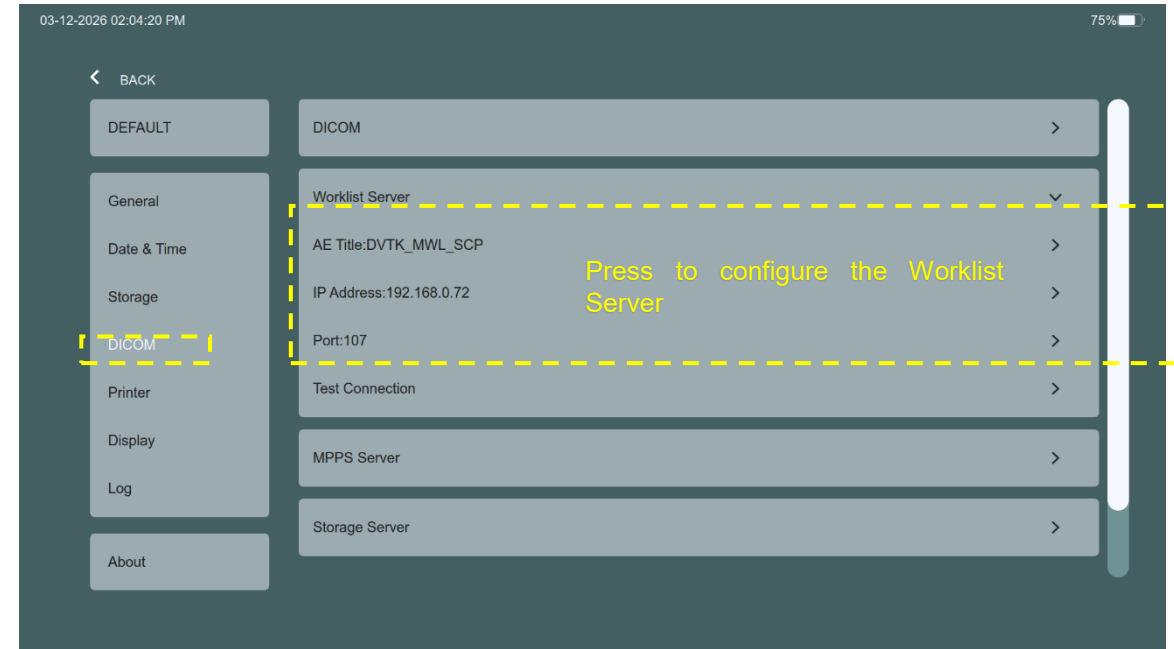 03-12-2026 02:04:20 PM
75%
BACK
DEFAULT
General
Date & Time
Storage
DICOM
Printer
Display
Log
About
DICOM
Worklist Server
AE Title:DVTK_MWL_SCP
IP Address:192.168.0.72
Port:107
Test Connection
MPPS Server
Storage Server
Press to configure the Worklist
Server